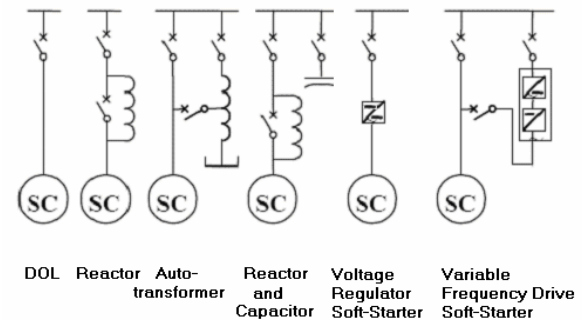 SC SC SC SC SC SC
DOL Reactor Auto- Reactor Voltage Variable
transformer and Regulator Frequency Drive
Capacitor Soft-Starter Soft-Starter